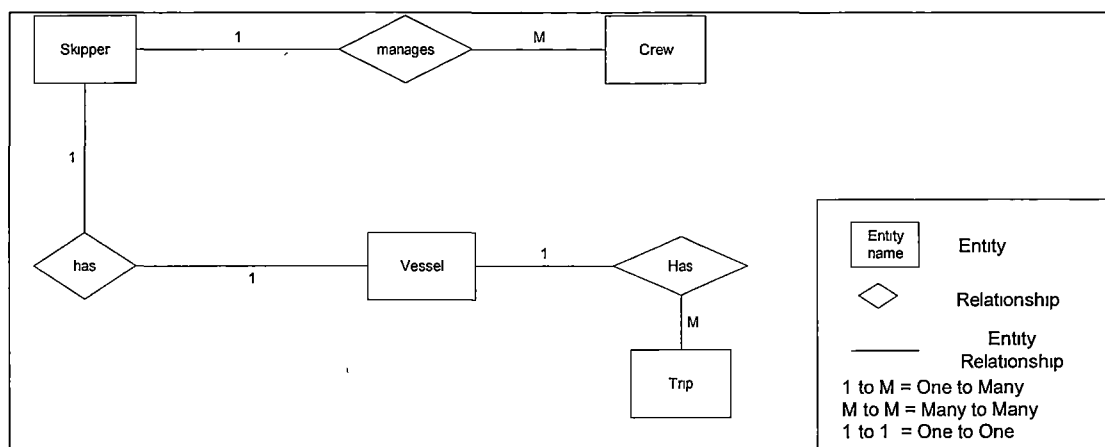 Skipper
1
manages
M
Crew
1
has
1
Vessel
1
Has
M
Trip
Entity
name
Entity
Relationship
Entity
Relationship
1 to M = One to Many
M to M = Many to Many
1 to 1 = One to One